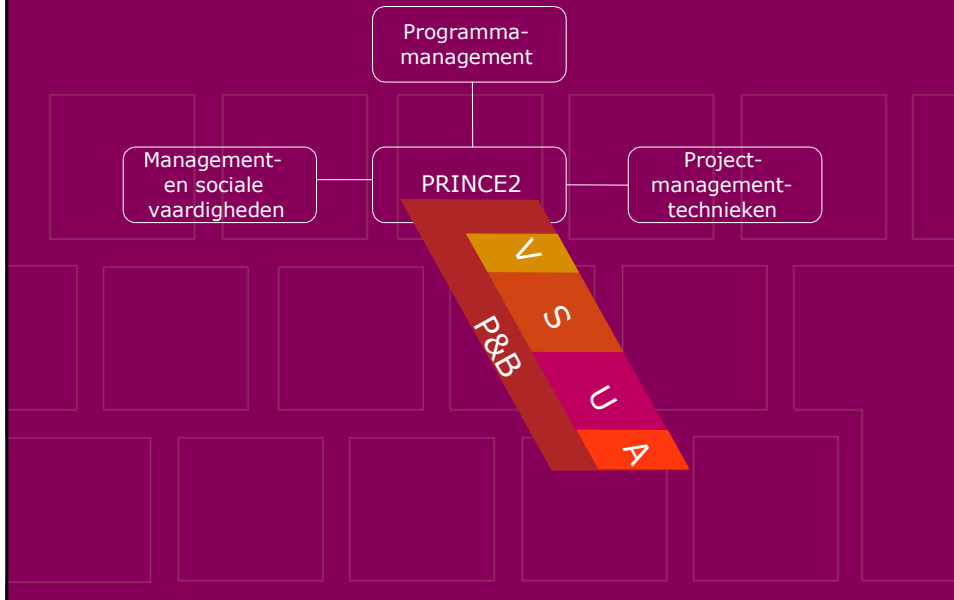 Programma-
management
Management-
en sociale
vaardigheden
PRINCE2
Project-
management-
technieken
V
S
P&B
U
A